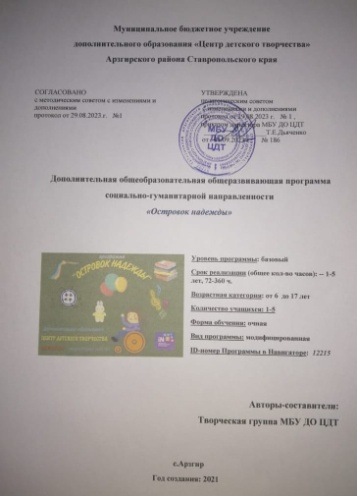 Муниципальное бюджетное учреждение
дополнительного образования «Центр детского творчества»
Арзгирского района Ставропольского края
СОГЛАСОВАНО
с методическим советом с изменениями и
дополнениями
протокол от 29.08.2023 г. №1
УТВЕРЖДЕНА
педагогическим советом
с изменениями и дополнениями
протокол от 29.08.2023 г. № 1 ,
МБУ ДО ЦДТ
Т.Е.Дьяченко
№ 186
МБУ
ДО
ЦДТ
Дополнительная общеобразовательная общеразвивающая программа
социально-гуманитарной направленности
«Островок надежды»
"ОСТРОВОК НАДЕЖДЫ"
ЦЕНТР ДЕТСКОГО ТВОРЧЕСТВА
Уровень программы: базовый
Срок реализации (общее кол-во часов): – 1-5
лет, 72-360 ч.
Возрастная категория: от 6 до 17 лет
Количество учащихся: 1-5
Форма обучения: очная
Вид программы: модифицированная
ID-номер Программы в Навигаторе: 12215
Авторы-составители:
Творческая группа МБУ ДО ЦДТ
с.Арзгир
Год создания: 2021